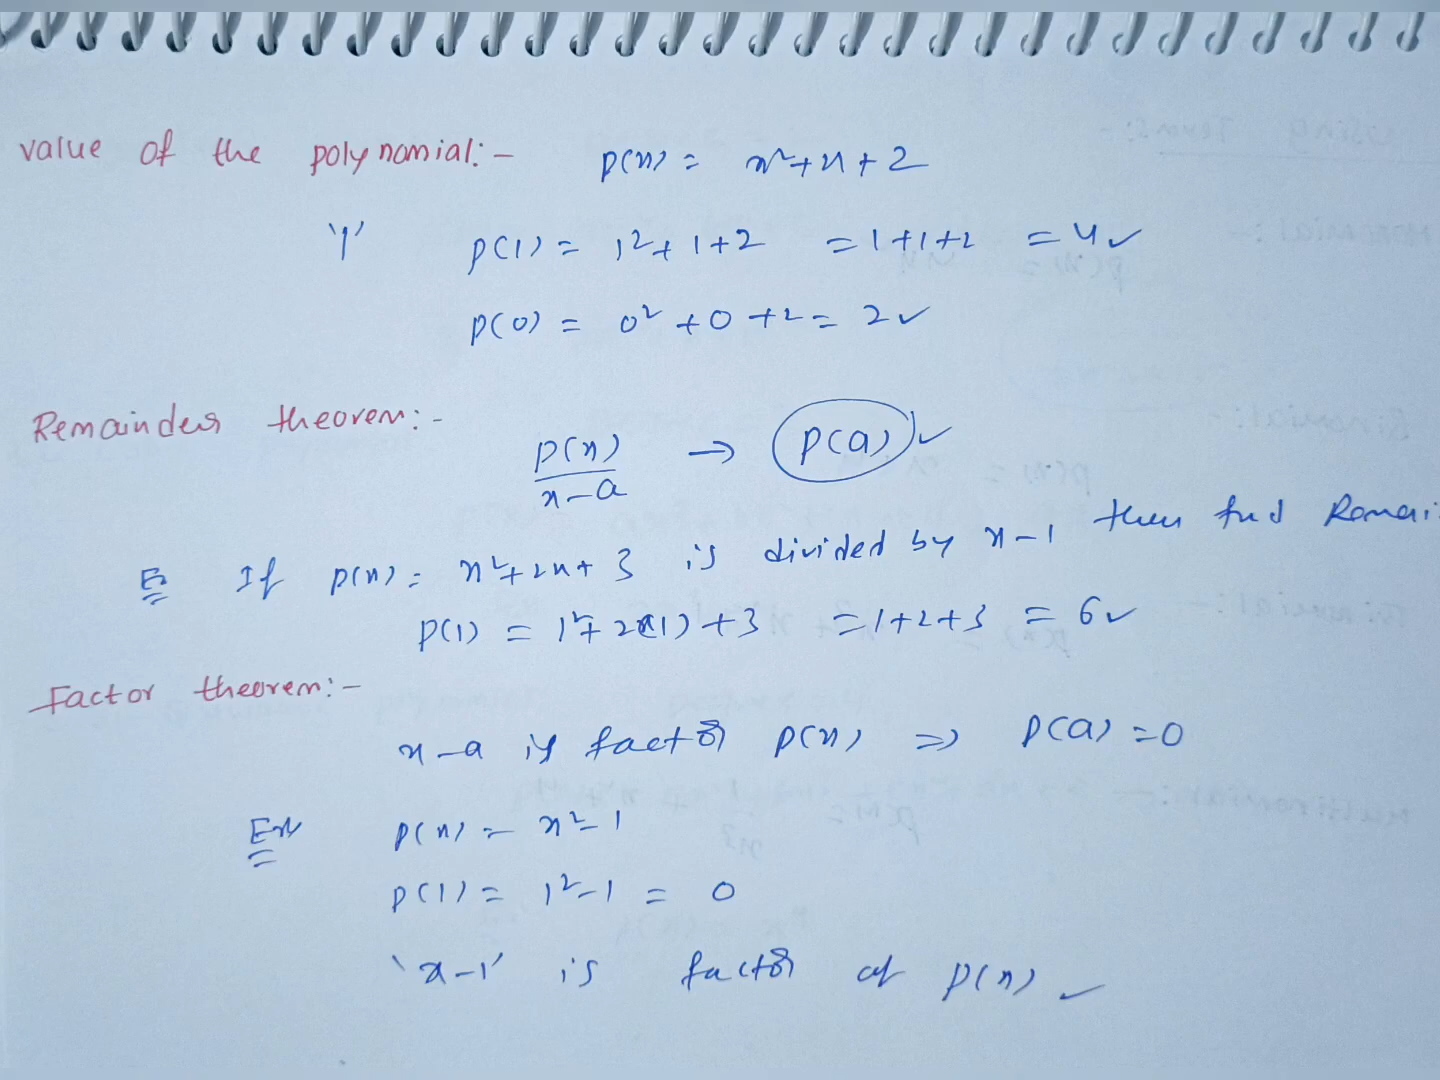 value of the polynomial:- p(x) = x²+x+2
'1' p(1) = 1²+1+2 = 1+1+2 = 4✓
p(0) = 0²+0+2 = 2✓
Remainder theorem:-
p(x)/x-a → p(a)✓
Ex If p(x) = x²+2x+3 is divided by x-1 then find Remai
p(1) = 1²+2(1)+3 = 1+2+3 = 6✓
Factor theorem:-
x-a is factor p(x) => p(a) = 0
Ex p(x) = x²-1
p(1) = 1²-1 = 0
'x-1' is factor of p(x) ✓